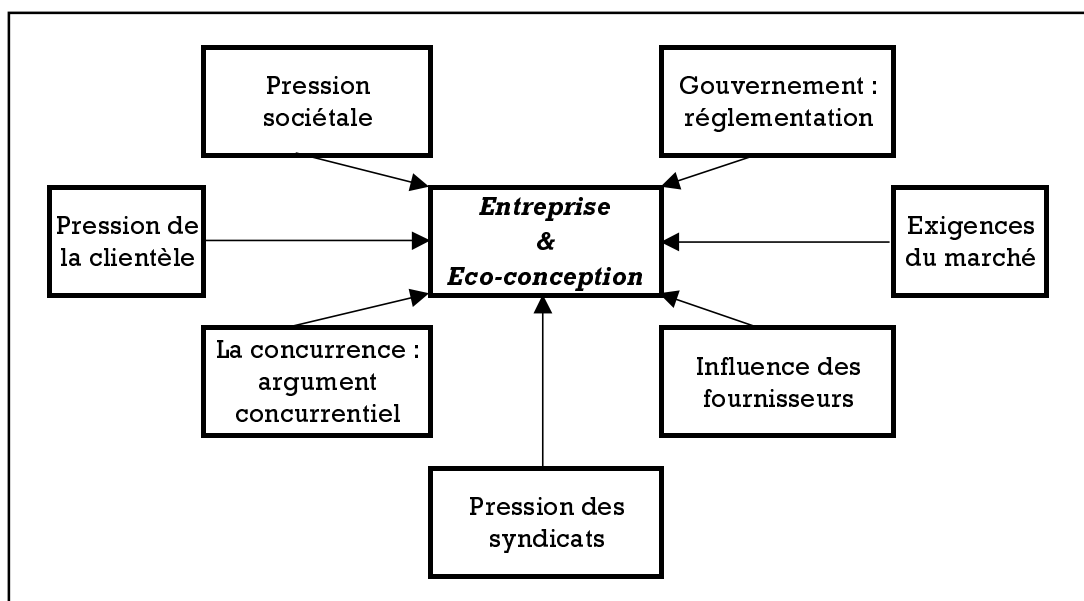 Pression
sociétale
Gouvernement :
réglementation
Pression de
la clientèle
Entreprise
&
Eco-conception
Exigences
du marché
La concurrence :
argument
concurrentiel
Influence des
fournisseurs
Pression des
syndicats